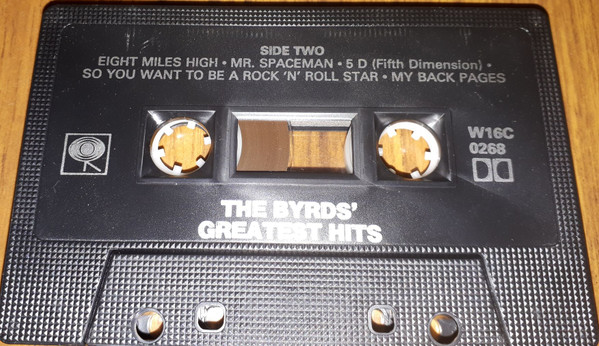 SIDE TWO
EIGHT MILES HIGH • MR. SPACEMAN • 5 D (Fifth Dimension) •
SO YOU WANT TO BE A ROCK 'N' ROLL STAR • MY BACK PAGES
W16C
0268
THE BYRDS'
GREATEST HITS